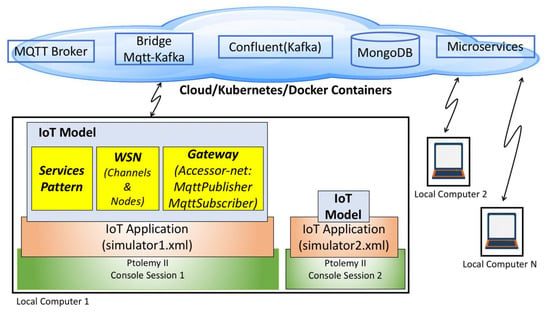 MQTT Broker
Bridge
Mqtt-Kafka
Confluent(Kafka)
MongoDB
Microservices
Cloud/Kubernetes/Docker Containers
IoT Model
Services
Pattern
WSN
(Channels
&
Nodes)
Gateway
(Accessor-net:
MqttPublisher
MqttSubscriber)
IoT
Model
IoT Application
(simulator1.xml)
IoT Application
(simulator2.xml)
Ptolemy II
Console Session 1
Ptolemy II
Console Session 2
Local Computer 1
Local Computer 2
Local Computer N